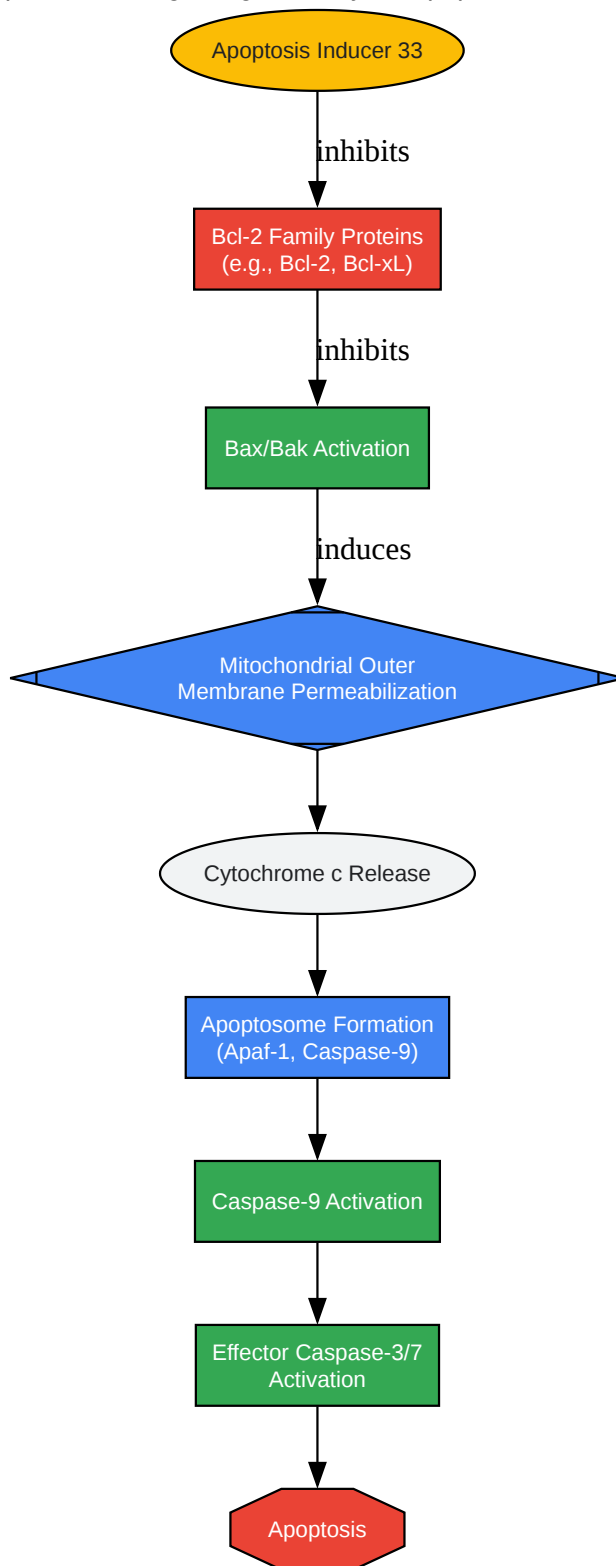 Apoptosis Inducer 33
inhibits
Bcl-2 Family Proteins
(e.g., Bcl-2, Bcl-xL)
inhibits
Bax/Bak Activation
induces
Mitochondrial Outer
Membrane Permeabilization
Cytochrome c Release
Apoptosome Formation
(Apaf-1, Caspase-9)
Caspase-9 Activation
Effector Caspase-3/7
Activation
Apoptosis